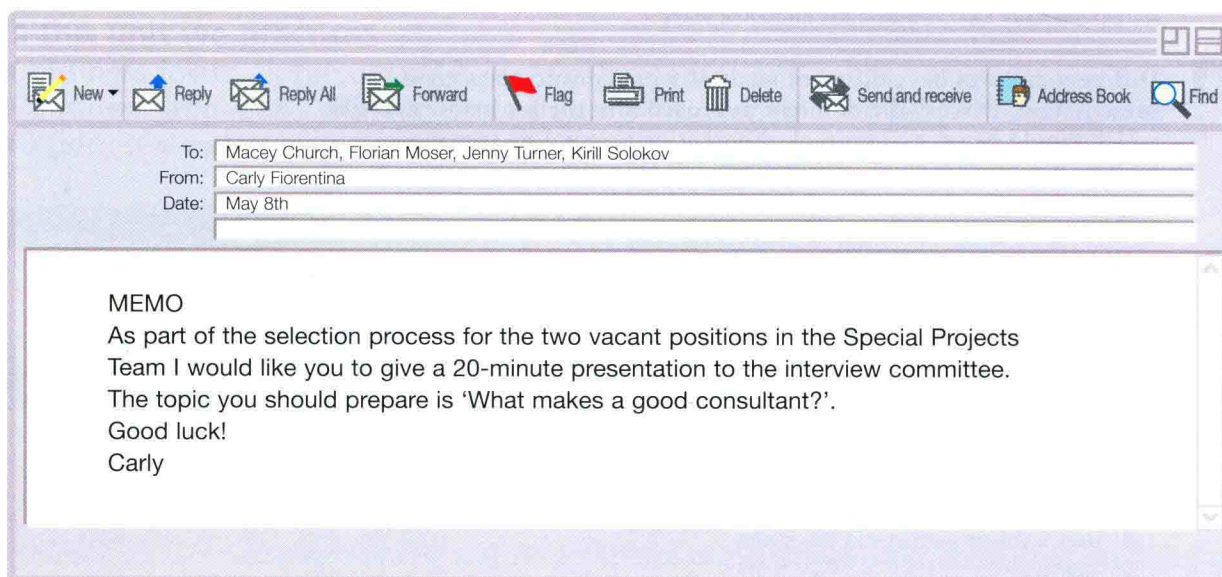 New Reply Reply All Forward Flag Print Delete Send and receive Address Book Find
To: Macey Church, Florian Moser, Jenny Turner, Kirill Solokov
From: Carly Fiorentina
Date: May 8th
MEMO
As part of the selection process for the two vacant positions in the Special Projects
Team I would like you to give a 20-minute presentation to the interview committee.
The topic you should prepare is ‘What makes a good consultant?’.
Good luck!
Carly